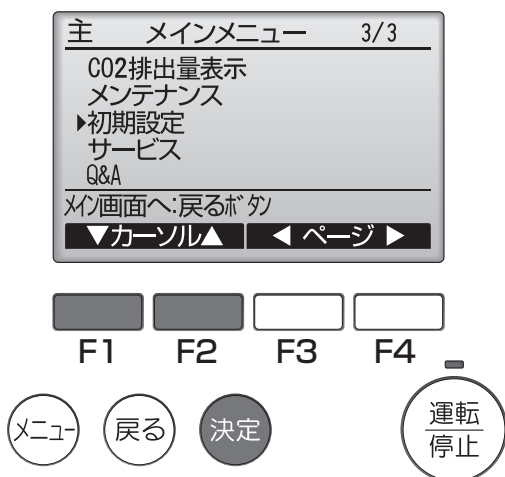 主 メインメニュー 3/3
CO2排出量表示
メンテナンス
▶初期設定
サービス
Q&A
メイン画面へ:戻るボタン
▼カーソル▲ ◀ ページ ▶
F1 F2 F3 F4
メニュー 戻る 決定 運転
停止